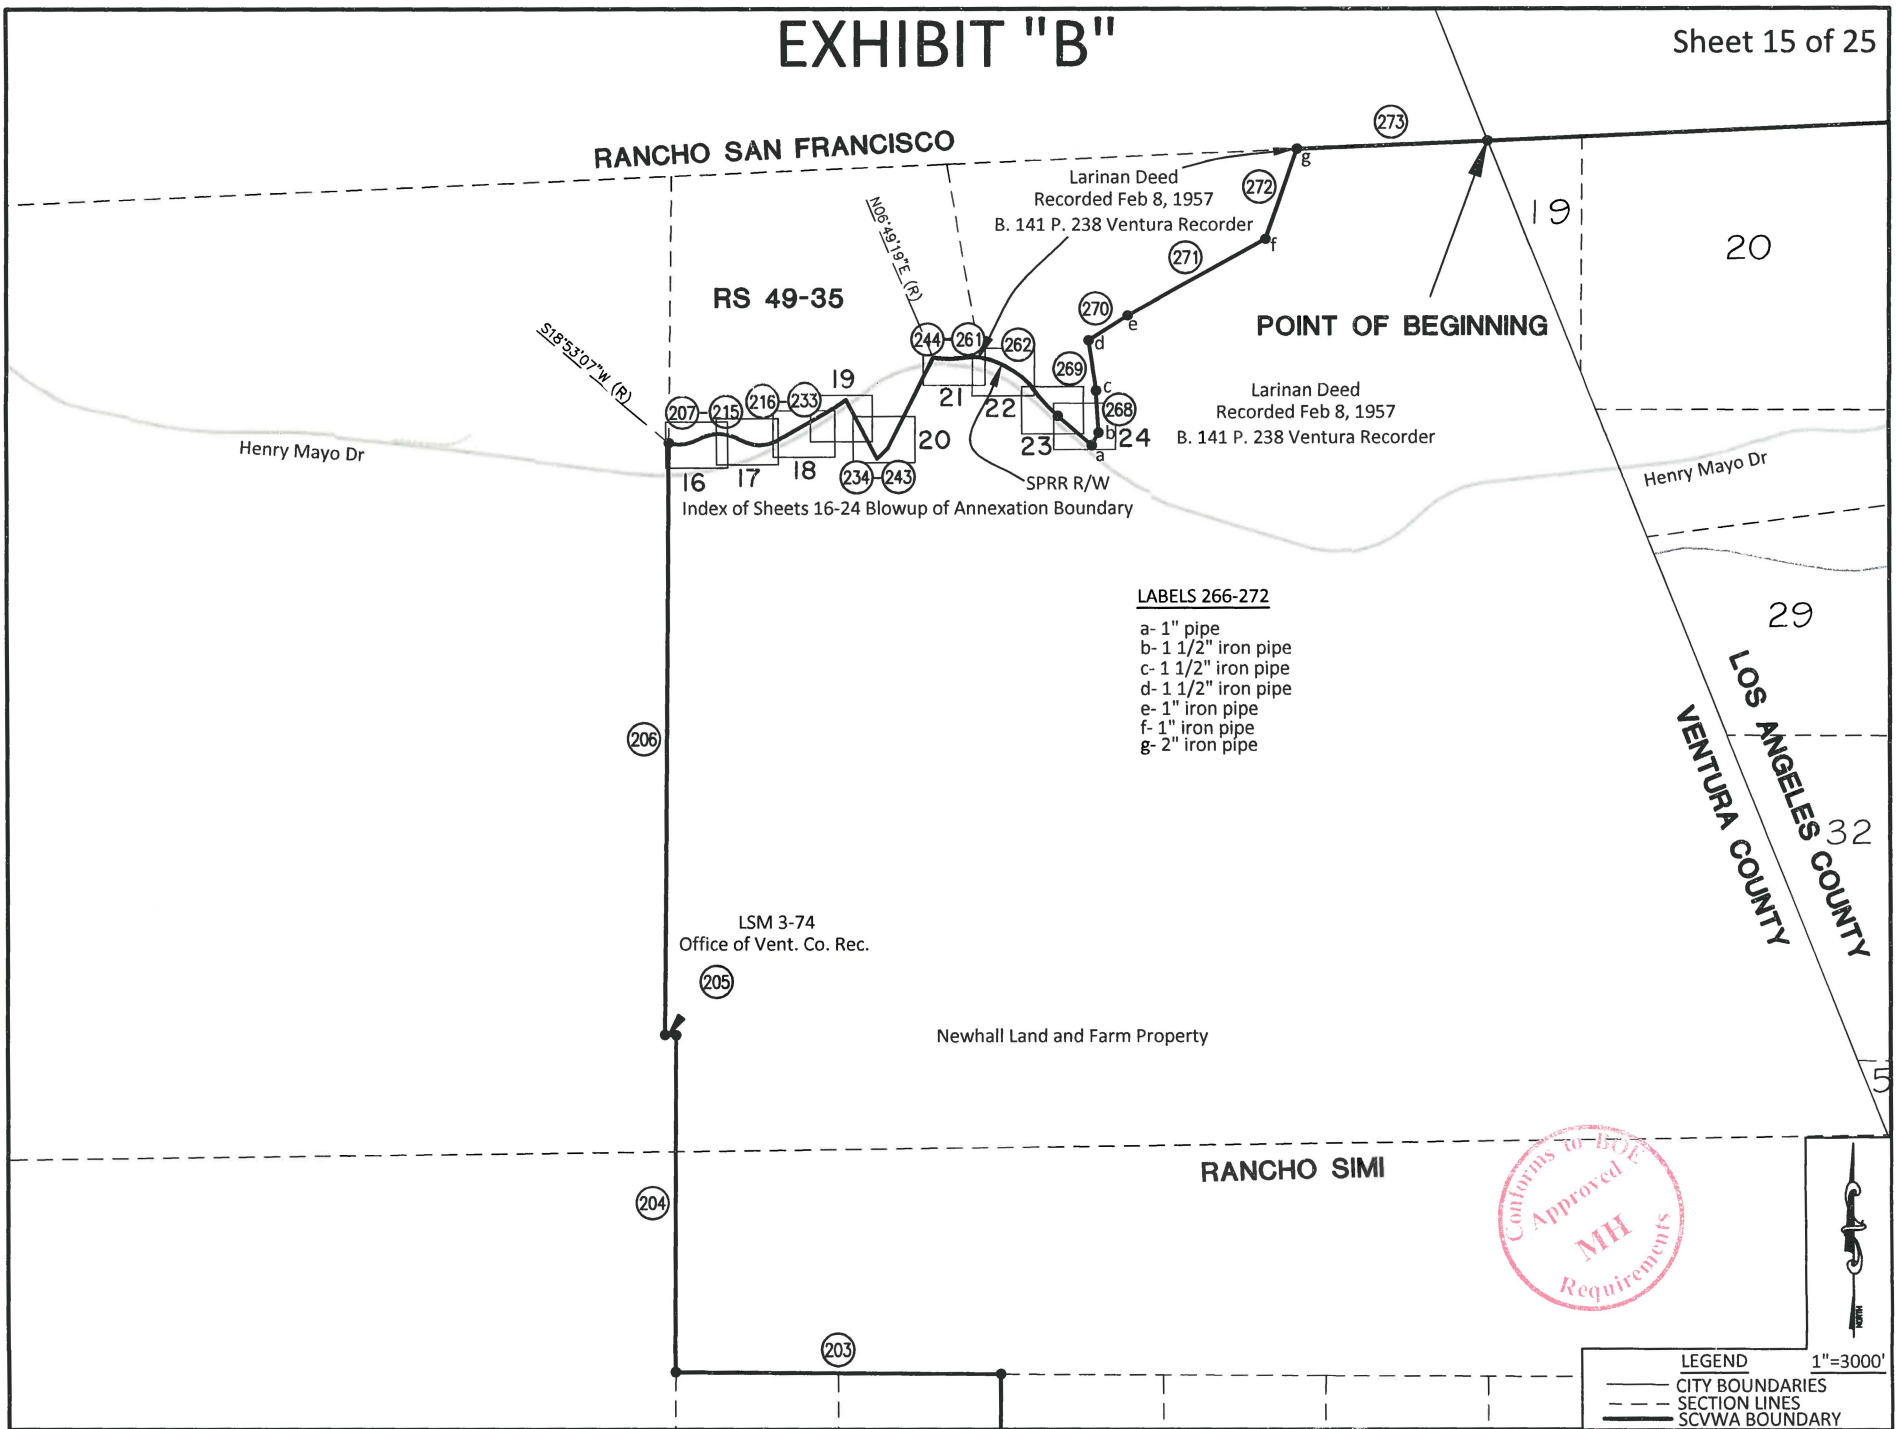 EXHIBIT "B"
Sheet 15 of 25
RANCHO SAN FRANCISCO
273
g
Larinan Deed
Recorded Feb 8, 1957
B. 141 P. 238 Ventura Recorder
272
f
19
20
N06°49'19"E (R)
271
RS 49-35
270
e
POINT OF BEGINNING
S18°53'07"W (R)
244-261
262
d
269
c
Larinan Deed
Recorded Feb 8, 1957
B. 141 P. 238 Ventura Recorder
19
21
22
207-215
216-233
268
b
23
24
a
20
Henry Mayo Dr
Henry Mayo Dr
16
17
18
234-243
SPRR R/W
Index of Sheets 16-24 Blowup of Annexation Boundary
LABELS 266-272
a- 1" pipe
b- 1 1/2" iron pipe
c- 1 1/2" iron pipe
d- 1 1/2" iron pipe
e- 1" iron pipe
f- 1" iron pipe
g- 2" iron pipe
29
LOS ANGELES COUNTY
VENTURA COUNTY
206
32
LSM 3-74
Office of Vent. Co. Rec.
205
Newhall Land and Farm Property
5
RANCHO SIMI
Conforms to BOE
Approved
MH
Requirements
204
NORTH
203
LEGEND
1"=3000'
CITY BOUNDARIES
SECTION LINES
SCVWA BOUNDARY